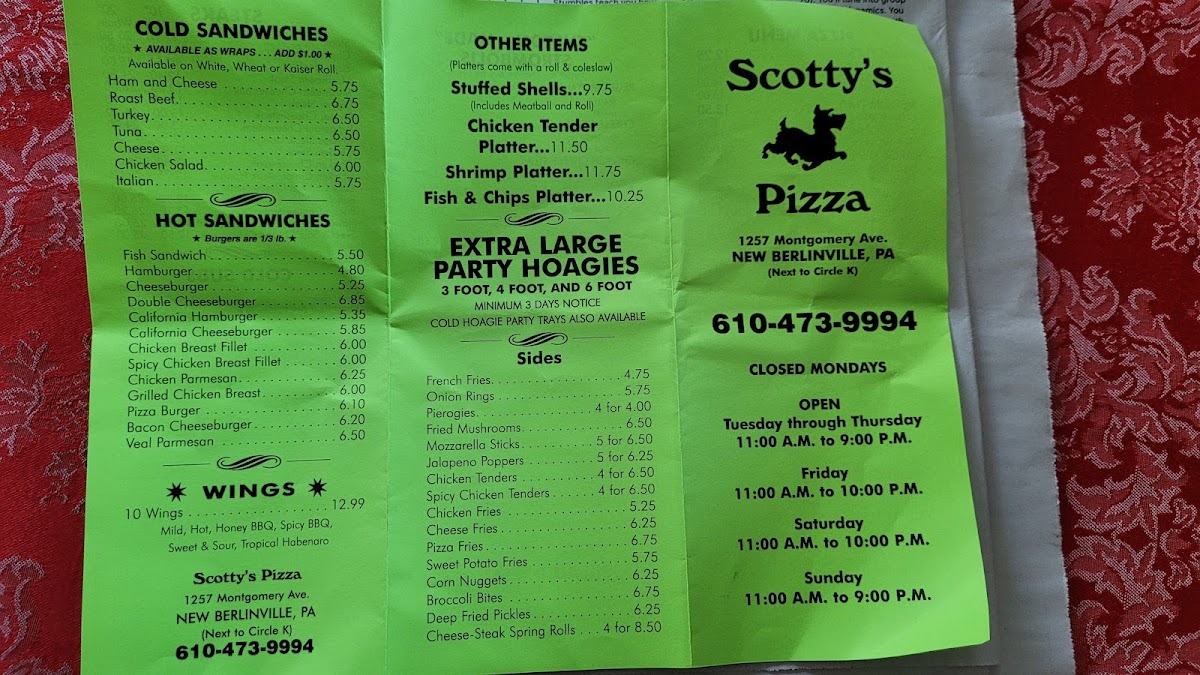 COLD SANDWICHES
★ AVAILABLE AS WRAPS . . . ADD $1.00 ★
Available on White, Wheat or Kaiser Roll.
Ham and Cheese . . . 5.75
Roast Beef. . . 6.75
Turkey. . . 6.50
Tuna. . . 6.50
Cheese. . . 5.75
Chicken Salad. . . 6.00
Italian. . . 5.75
HOT SANDWICHES
★ Burgers are 1/3 lb. ★
Fish Sandwich . . . 5.50
Hamburger. . . 4.80
Cheeseburger . . . 5.25
Double Cheeseburger . . . 6.85
California Hamburger . . . 5.35
California Cheeseburger . . . 5.85
Chicken Breast Fillet . . . 6.00
Spicy Chicken Breast Fillet . . . 6.00
Chicken Parmesan. . . 6.25
Grilled Chicken Breast. . . 6.00
Pizza Burger . . . 6.10
Bacon Cheeseburger. . . 6.20
Veal Parmesan . . . 6.50
WINGS
10 Wings . . . 12.99
Mild, Hot, Honey BBQ, Spicy BBQ,
Sweet & Sour, Tropical Habenaro
Scotty's Pizza
1257 Montgomery Ave.
NEW BERLINVILLE, PA
(Next to Circle K)
610-473-9994
OTHER ITEMS
(Platters come with a roll & coleslaw)
Stuffed Shells...9.75
(Includes Meatball and Roll)
Chicken Tender
Platter...11.50
Shrimp Platter...11.75
Fish & Chips Platter...10.25
EXTRA LARGE
PARTY HOAGIES
3 FOOT, 4 FOOT, AND 6 FOOT
MINIMUM 3 DAYS NOTICE
COLD HOAGIE PARTY TRAYS ALSO AVAILABLE
Sides
French Fries. . . 4.75
Onion Rings . . . 5.75
Pierogies. . . 4 for 4.00
Fried Mushrooms. . . 6.50
Mozzarella Sticks. . . 5 for 6.50
Jalapeno Poppers . . . 5 for 6.25
Chicken Tenders . . . 4 for 6.50
Spicy Chicken Tenders . . . 4 for 6.50
Chicken Fries . . . 5.25
Cheese Fries . . . 6.25
Pizza Fries . . . 6.75
Sweet Potato Fries . . . 5.75
Corn Nuggets . . . 6.25
Broccoli Bites . . . 6.75
Deep Fried Pickles . . . 6.25
Cheese-Steak Spring Rolls . . . 4 for 8.50
Scotty's
Pizza
1257 Montgomery Ave.
NEW BERLINVILLE, PA
(Next to Circle K)
610-473-9994
CLOSED MONDAYS
OPEN
Tuesday through Thursday
11:00 A.M. to 9:00 P.M.
Friday
11:00 A.M. to 10:00 P.M.
Saturday
11:00 A.M. to 10:00 P.M.
Sunday
11:00 A.M. to 9:00 P.M.